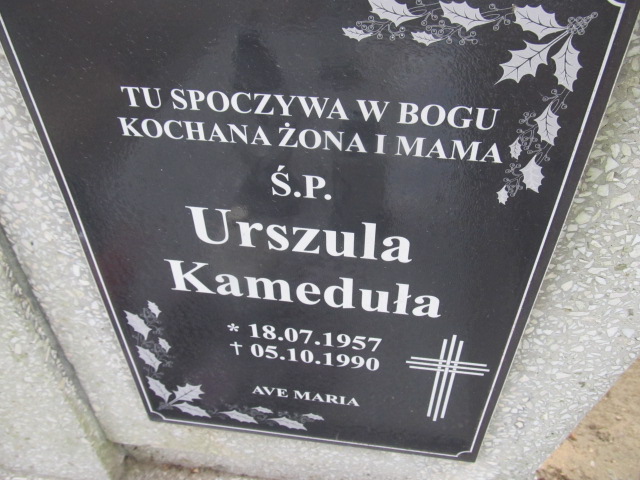 TU SPOCZYWA W BOGU
KOCHANA ŻONA I MAMA
Ś.P.
Urszula
Kameduła
* 18.07.1957
† 05.10.1990
AVE MARIA